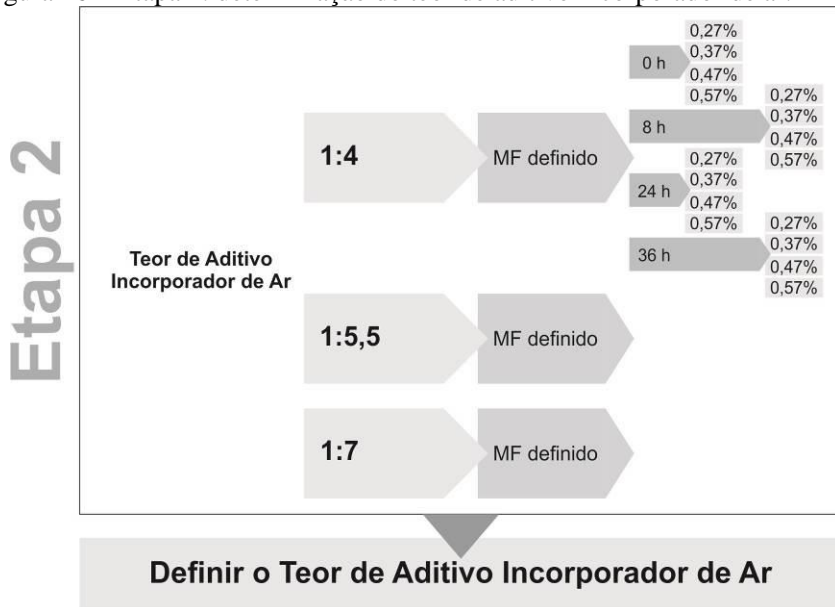 Etapa 2
Teor de Aditivo
Incorporador de Ar
1:4
MF definido
0 h
0,27%
0,37%
0,47%
0,57%
8 h
0,27%
0,37%
0,47%
0,57%
24 h
0,27%
0,37%
0,47%
0,57%
36 h
0,27%
0,37%
0,47%
0,57%
1:5,5
MF definido
1:7
MF definido
Definir o Teor de Aditivo Incorporador de Ar